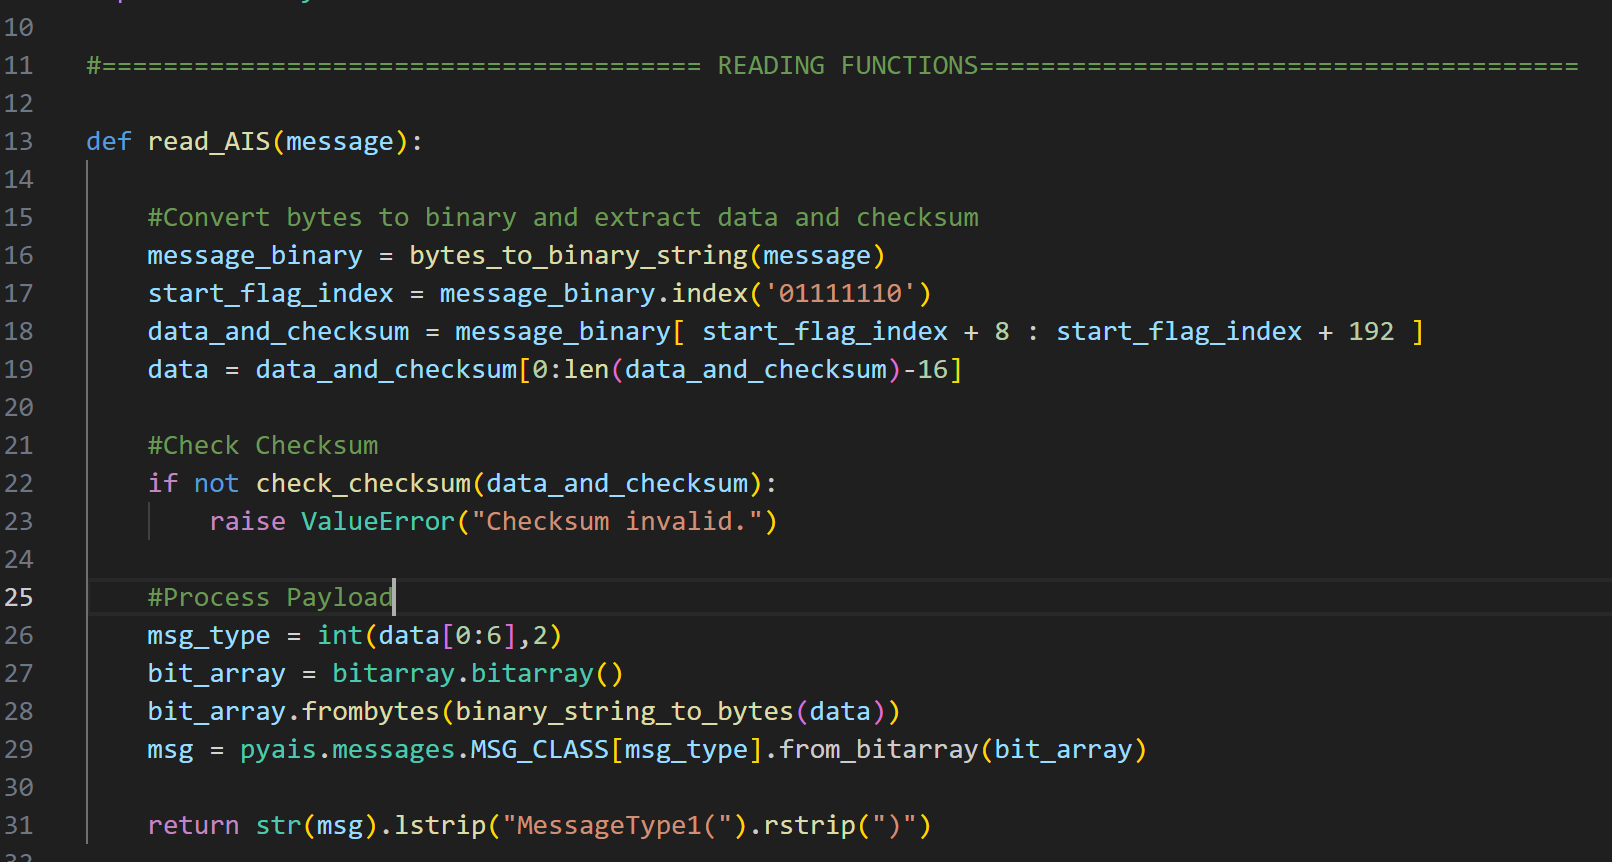 10
11 #======================================= READING FUNCTIONS=======================================
12
13 def read_AIS(message):
14
15     #Convert bytes to binary and extract data and checksum
16     message_binary = bytes_to_binary_string(message)
17     start_flag_index = message_binary.index('01111110')
18     data_and_checksum = message_binary[ start_flag_index + 8 : start_flag_index + 192 ]
19     data = data_and_checksum[0:len(data_and_checksum)-16]
20
21     #Check Checksum
22     if not check_checksum(data_and_checksum):
23         raise ValueError("Checksum invalid.")
24
25     #Process Payload
26     msg_type = int(data[0:6],2)
27     bit_array = bitarray.bitarray()
28     bit_array.frombytes(binary_string_to_bytes(data))
29     msg = pyais.messages.MSG_CLASS[msg_type].from_bitarray(bit_array)
30
31     return str(msg).lstrip("MessageType1(").rstrip(")")